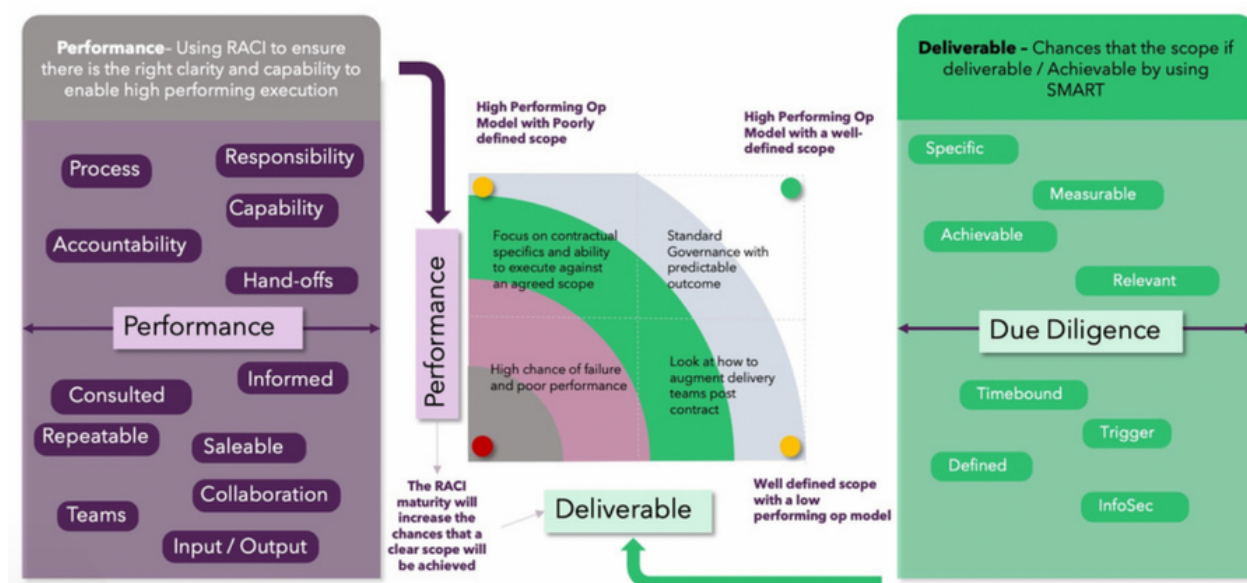 Performance– Using RACI to ensure
there is the right clarity and capability to
enable high performing execution
Process
Responsibility
Capability
Accountability
Hand-offs
Performance
Informed
Consulted
Repeatable
Saleable
Collaboration
Teams
Input / Output
High Performing Op
Model with Poorly
defined scope
High Performing Op
Model with a well-
defined scope
Performance
Focus on contractual
specifics and ability
to execute against
an agreed scope
Standard
Governance with
predictable
outcome
High chance of failure
and poor performance
Look at how to
augment delivery
teams post
contract
The RACI
maturity will
increase the
chances that a
clear scope will
be achieved
Deliverable
Well defined scope
with a low
performing op model
Deliverable – Chances that the scope if
deliverable / Achievable by using
SMART
Specific
Measurable
Achievable
Relevant
Due Diligence
Timebound
Trigger
Defined
InfoSec